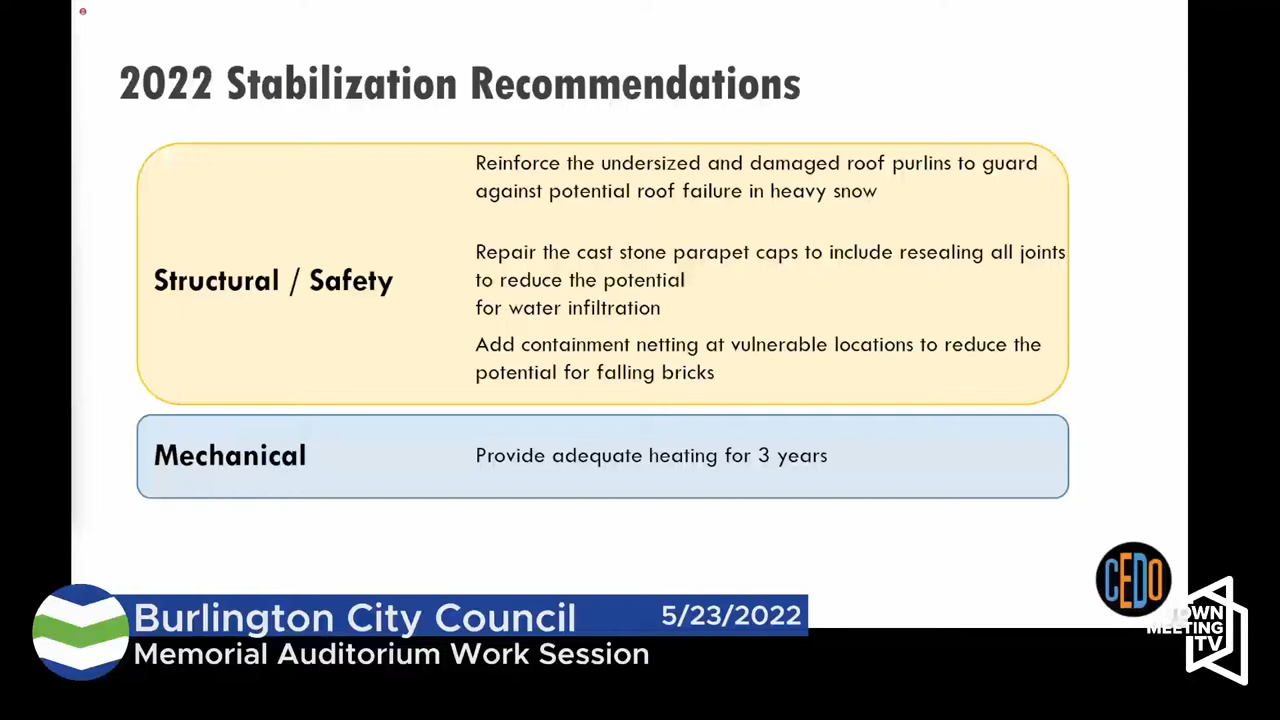 2022 Stabilization Recommendations
Reinforce the undersized and damaged roof purlins to guard
against potential roof failure in heavy snow
Structural / Safety
Repair the cast stone parapet caps to include resealing all joints
to reduce the potential
for water infiltration
Add containment netting at vulnerable locations to reduce the
potential for falling bricks
Mechanical
Provide adequate heating for 3 years
CEDO
Burlington City Council 5/23/2022
Memorial Auditorium Work Session
TOWN
MEETING
TV